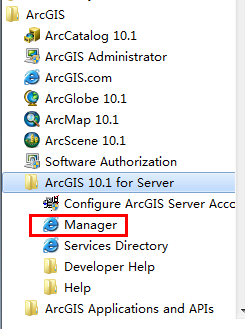 ArcGIS
ArcCatalog 10.1
ArcGIS Administrator
ArcGIS.com
ArcGlobe 10.1
ArcMap 10.1
ArcScene 10.1
Software Authorization
ArcGIS 10.1 for Server
Configure ArcGIS Server Acco
Manager
Services Directory
Developer Help
Help
ArcGIS Applications and APIs